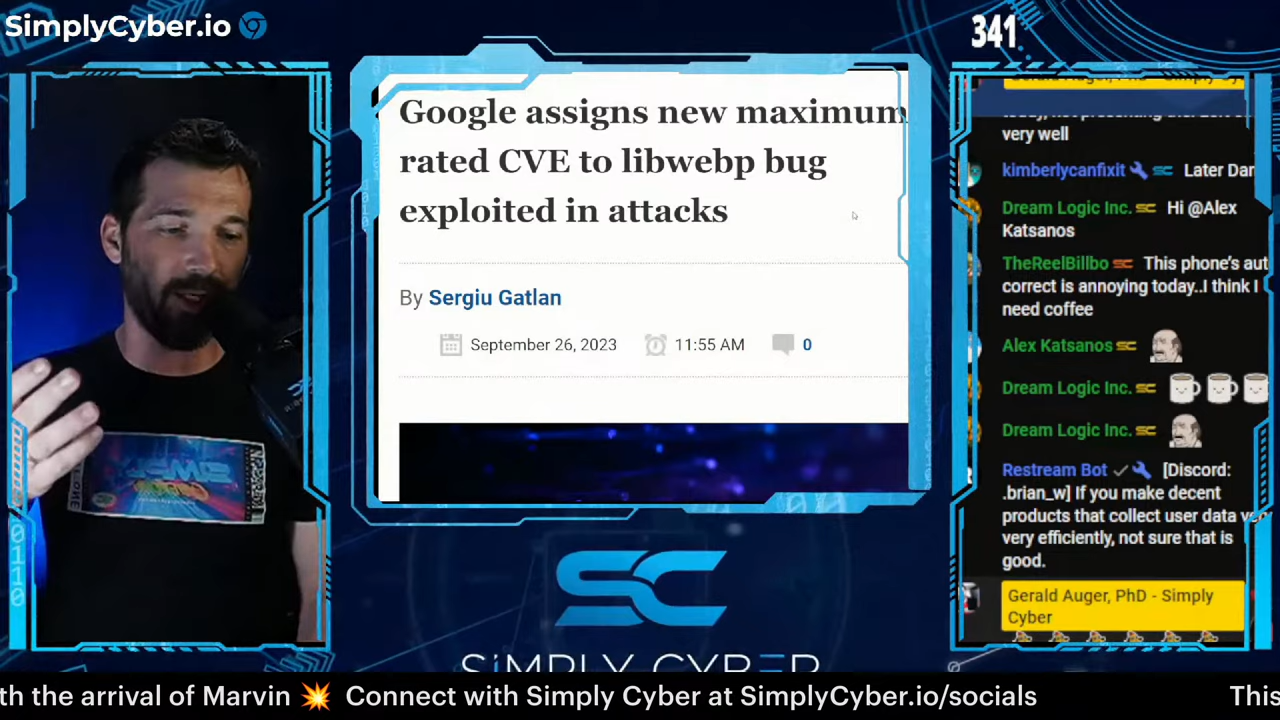 SimplyCyber.io
341
Google assigns new maximum
rated CVE to libwebp bug
exploited in attacks
By Sergiu Gatlan
September 26, 2023 11:55 AM 0
very well
kimberlycanfixit Later Dan
Dream Logic Inc. Hi @Alex
Katsanos
TheReelBillbo This phone's aut
correct is annoying today..I think I
need coffee
Alex Katsanos
Dream Logic Inc.
Dream Logic Inc.
Restream Bot [Discord:
.brian_w] If you make decent
products that collect user data very
very efficiently, not sure that is
good.
Gerald Auger, PhD - Simply
Cyber
SC
SIMPLY CYBER
th the arrival of Marvin 💥 Connect with Simply Cyber at SimplyCyber.io/socials This